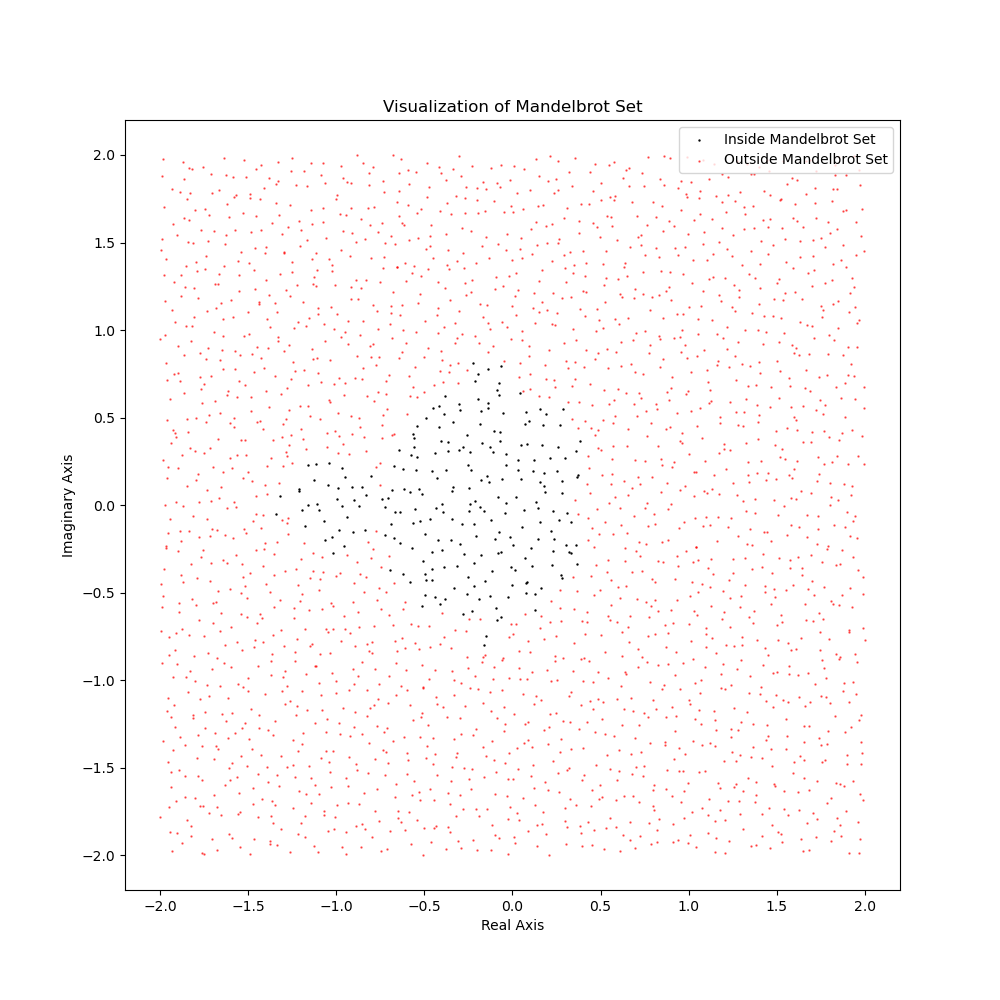 Visualization of Mandelbrot Set
Inside Mandelbrot Set
Outside Mandelbrot Set
2.0
1.5
1.0
0.5
0.0
−0.5
−1.0
−1.5
−2.0
Imaginary Axis
−2.0 −1.5 −1.0 −0.5 0.0 0.5 1.0 1.5 2.0
Real Axis